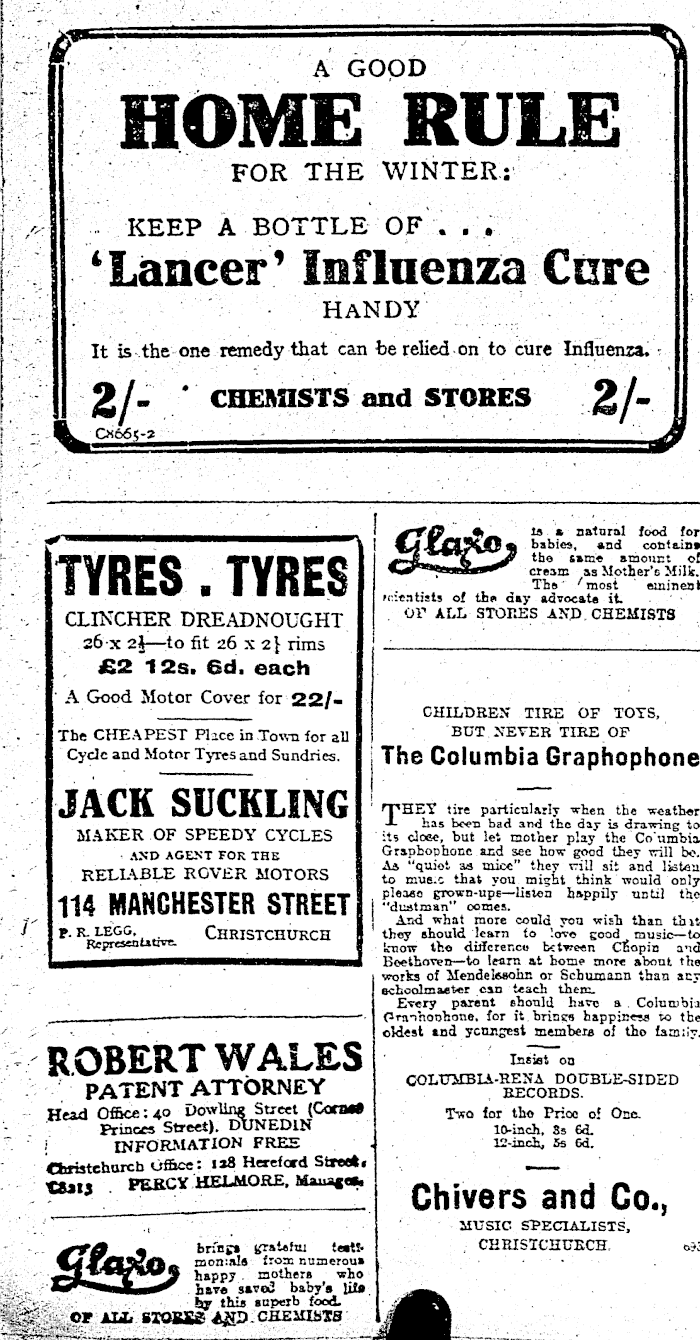 A GOOD
HOME RULE
FOR THE WINTER:
KEEP A BOTTLE OF . . .
‘Lancer’ Influenza Cure
HANDY
It is the one remedy that can be relied on to cure Influenza.
2/- CHEMISTS and STORES 2/-
C8665-2
TYRES . TYRES
CLINCHER DREADNOUGHT
26 x 2½—to fit 26 x 2½ rims
£2 12s. 6d. each
A Good Motor Cover for 22/-
The CHEAPEST Place in Town for all
Cycle and Motor Tyres and Sundries.
JACK SUCKLING
MAKER OF SPEEDY CYCLES
AND AGENT FOR THE
RELIABLE ROVER MOTORS
114 MANCHESTER STREET
P. R. LEGG, CHRISTCHURCH
Representative.
ROBERT WALES
PATENT ATTORNEY
Head Office: 40 Dowling Street (Corner
Princes Street), DUNEDIN
INFORMATION FREE
Christchurch Office: 128 Hereford Street.
C8213 PERCY HELMORE, Manager.
Glaxo, brings grateful testi-
monials from numerous
happy mothers who
have saved baby's life
by this superb food.
OF ALL STORES AND CHEMISTS
Glaxo, is a natural food for
babies, and contains
the same amount of
cream as Mother's Milk.
The most eminent
scientists of the day advocate it.
OF ALL STORES AND CHEMISTS
CHILDREN TIRE OF TOYS,
BUT NEVER TIRE OF
The Columbia Graphophone
THEY tire particularly when the weather
has been bad and the day is drawing to
its close, but let mother play the Columbia
Graphophone and see how good they will be.
As "quiet as mice" they will sit and listen
to music that you might think would only
please grown-ups—listen happily until the
"dustman" comes.
And what more could you wish than that
they should learn to love good music—to
know the difference between Chopin and
Beethoven—to learn at home more about the
works of Mendelssohn or Schumann than any
schoolmaster can teach them.
Every parent should have a Columbia
Graphophone, for it brings happiness to the
oldest and youngest members of the family.
Insist on
COLUMBIA-RENA DOUBLE-SIDED
RECORDS.
Two for the Price of One.
10-inch, 3s 6d.
12-inch, 5s 6d.
Chivers and Co.,
MUSIC SPECIALISTS,
CHRISTCHURCH.